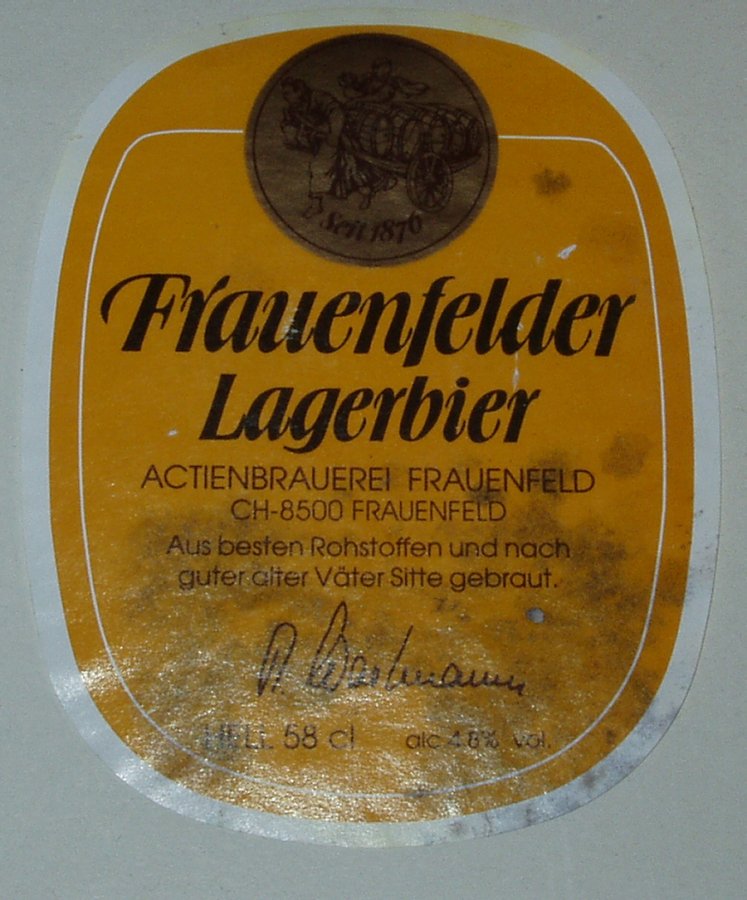 Seit 1876
Frauenfelder
Lagerbier
ACTIENBRAUEREI FRAUENFELD
CH-8500 FRAUENFELD
Aus besten Rohstoffen und nach
guter alter Väter Sitte gebraut.
HELL 58 cl alc 4.8% vol.